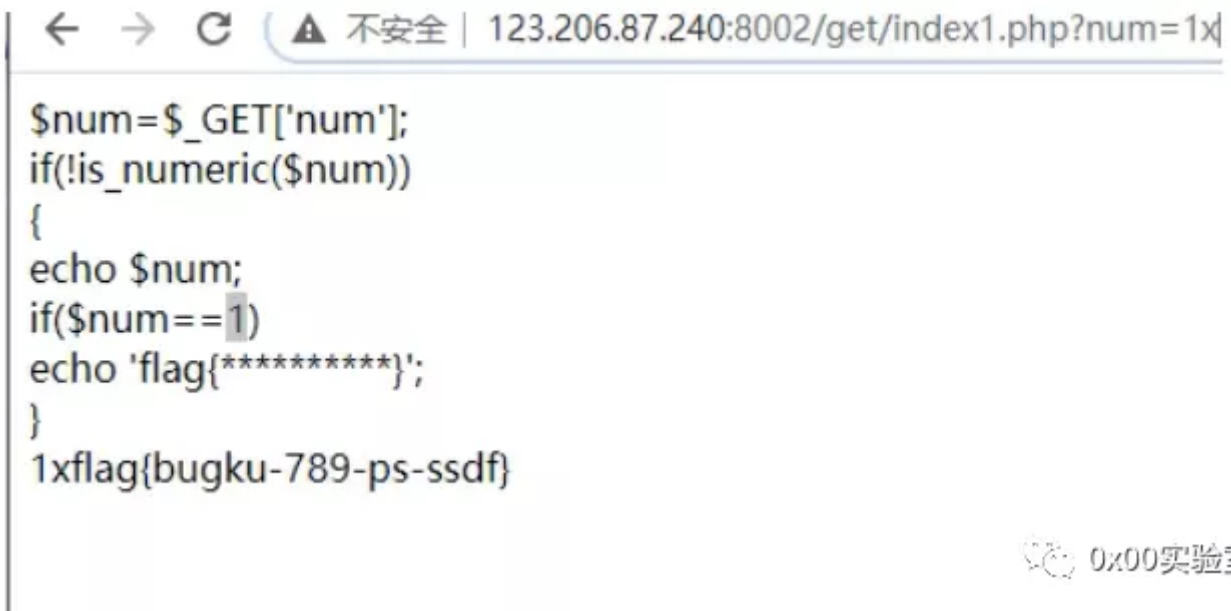 不安全 | 123.206.87.240:8002/get/index1.php?num=1x
$num=$_GET['num'];
if(!is_numeric($num))
{
echo $num;
if($num==1)
echo 'flag{**********}';
}
1xflag{bugku-789-ps-ssdf}
0x00实验室